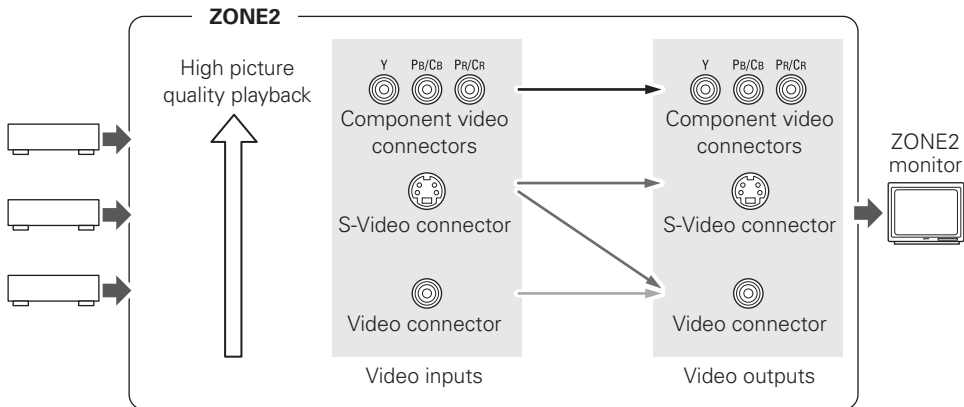 ZONE2
High picture
quality playback
Y PB/CB PR/CR
Component video
connectors
S-Video connector
Video connector
Video inputs
Y PB/CB PR/CR
Component video
connectors
S-Video connector
Video connector
Video outputs
ZONE2
monitor